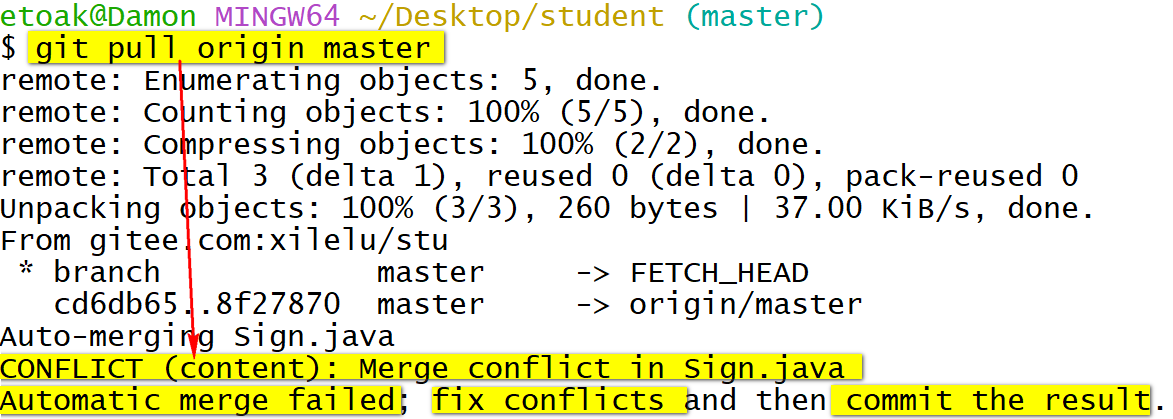 etoak@Damon MINGW64 ~/Desktop/student (master)
$ git pull origin master
remote: Enumerating objects: 5, done.
remote: Counting objects: 100% (5/5), done.
remote: Compressing objects: 100% (2/2), done.
remote: Total 3 (delta 1), reused 0 (delta 0), pack-reused 0
Unpacking objects: 100% (3/3), 260 bytes | 37.00 KiB/s, done.
From gitee.com:xilelu/stu
 * branch            master     -> FETCH_HEAD
   cd6db65..8f27870  master     -> origin/master
Auto-merging Sign.java
CONFLICT (content): Merge conflict in Sign.java
Automatic merge failed; fix conflicts and then commit the result.